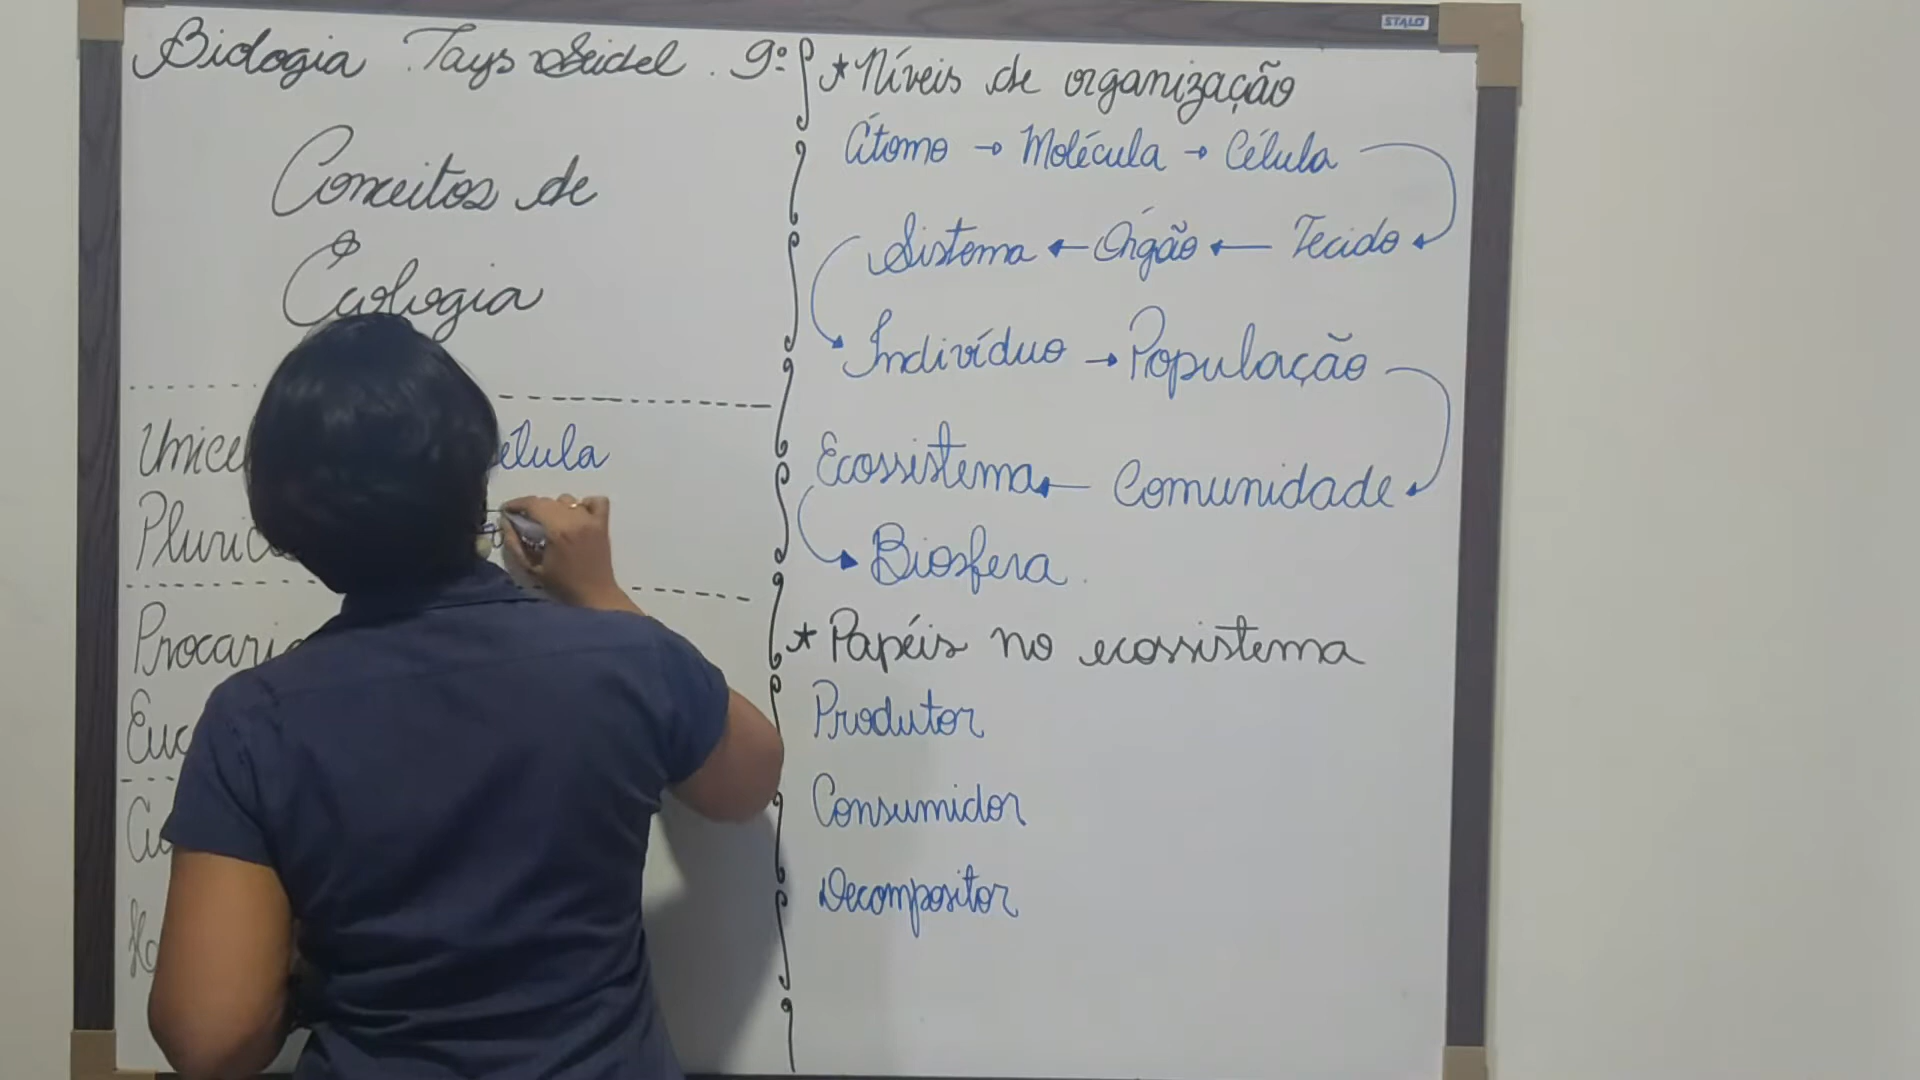 Biologia Tays Seidel . 9º
Conceitos de
Ecologia
célula
* Níveis de organização
Átomo → Molécula → Célula
Sistema ← Órgão ← Tecido
Indivíduo → População
Ecossistema ← Comunidade
Biosfera.
* Papéis no ecossistema
Produtor
Consumidor
Decompositor
STALO